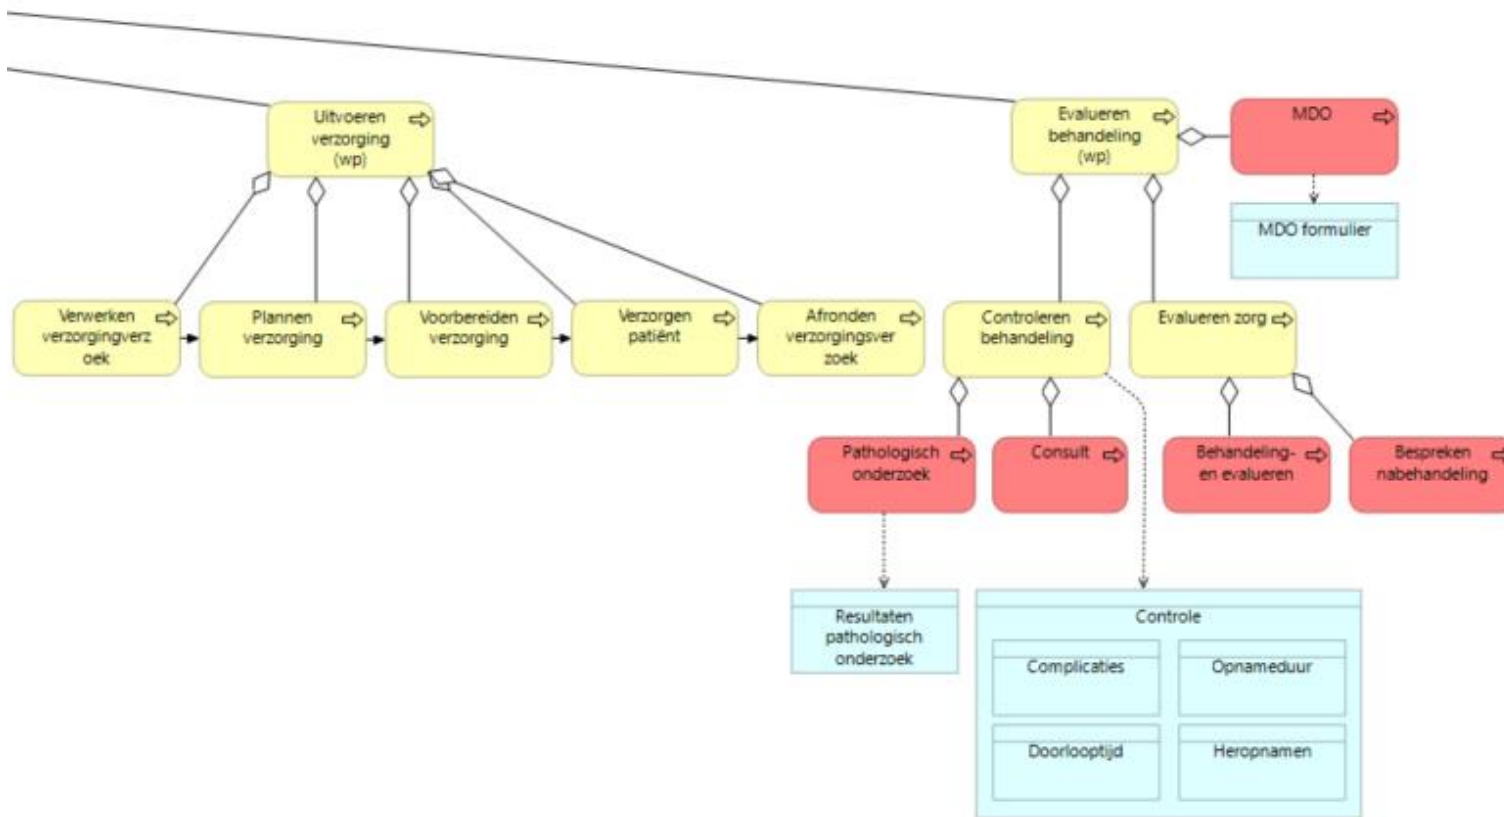 Uitvoeren
verzorging
(wp)
Evalueren
behandeling
(wp)
MDO
MDO formulier
Verwerken
verzorgingverz
oek
Plannen
verzorging
Voorbereiden
verzorging
Verzorgen
patiënt
Afronden
verzorgingsver
zoek
Controleren
behandeling
Evalueren zorg
Pathologisch
onderzoek
Consult
Behandeling-
en evalueren
Bespreken
nabehandeling
Resultaten
pathologisch
onderzoek
Controle
Complicaties
Opnameduur
Doorlooptijd
Heropnamen